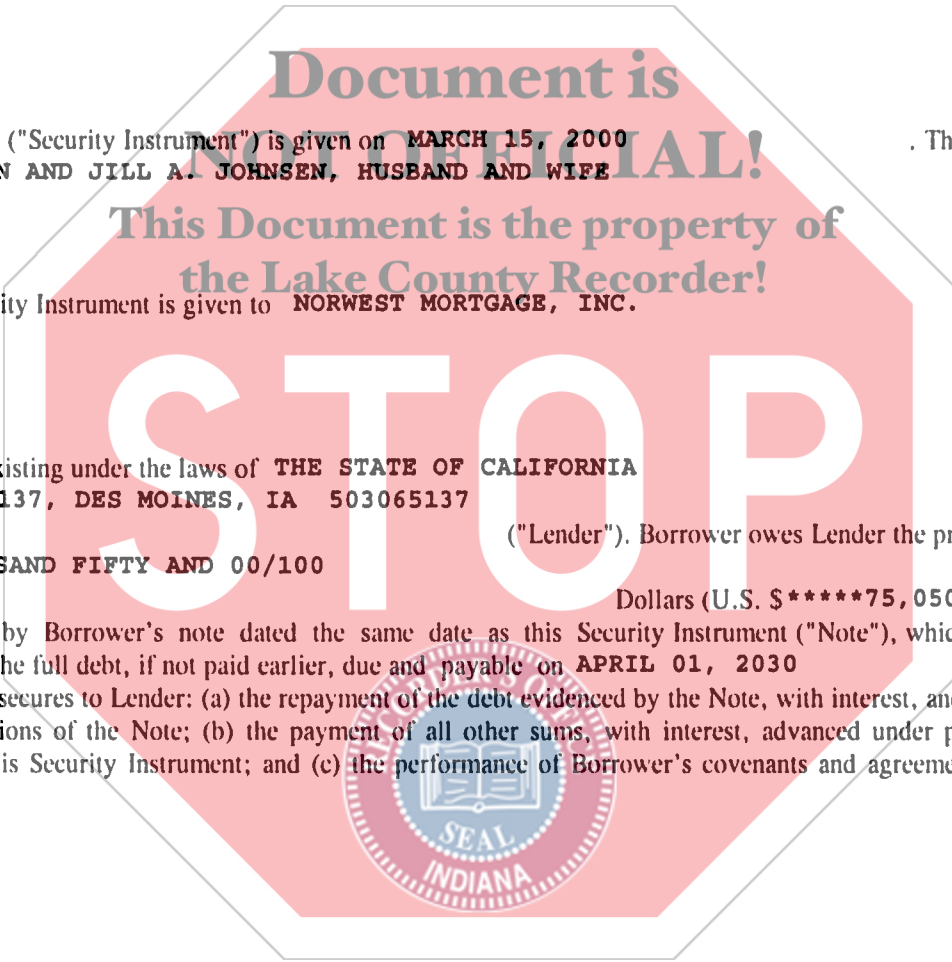 Document is
("Security Instrument") is given on MARCH 15, 2000 . Th
NOT OFFICIAL!
N AND JILL A. JOHNSEN, HUSBAND AND WIFE
This Document is the property of
the Lake County Recorder!
ity Instrument is given to NORWEST MORTGAGE, INC.
STOP
isting under the laws of THE STATE OF CALIFORNIA
137, DES MOINES, IA 503065137
("Lender"). Borrower owes Lender the pr
SAND FIFTY AND 00/100
Dollars (U.S. $*****75,050
by Borrower's note dated the same date as this Security Instrument ("Note"), whic
he full debt, if not paid earlier, due and payable on APRIL 01, 2030
secures to Lender: (a) the repayment of the debt evidenced by the Note, with interest, and
ions of the Note; (b) the payment of all other sums, with interest, advanced under p
is Security Instrument; and (c) the performance of Borrower's covenants and agreeme
RECORDER'S OFFICE
SEAL
INDIANA